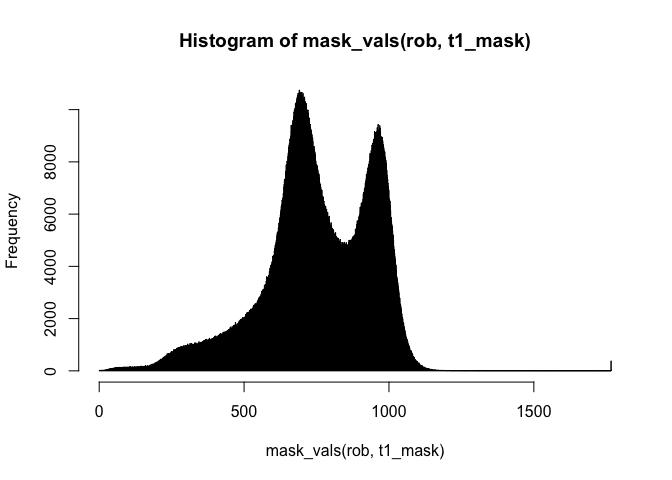 Histogram of mask_vals(rob, t1_mask)
Frequency
8000
6000
4000
2000
0
0 500 1000 1500
mask_vals(rob, t1_mask)